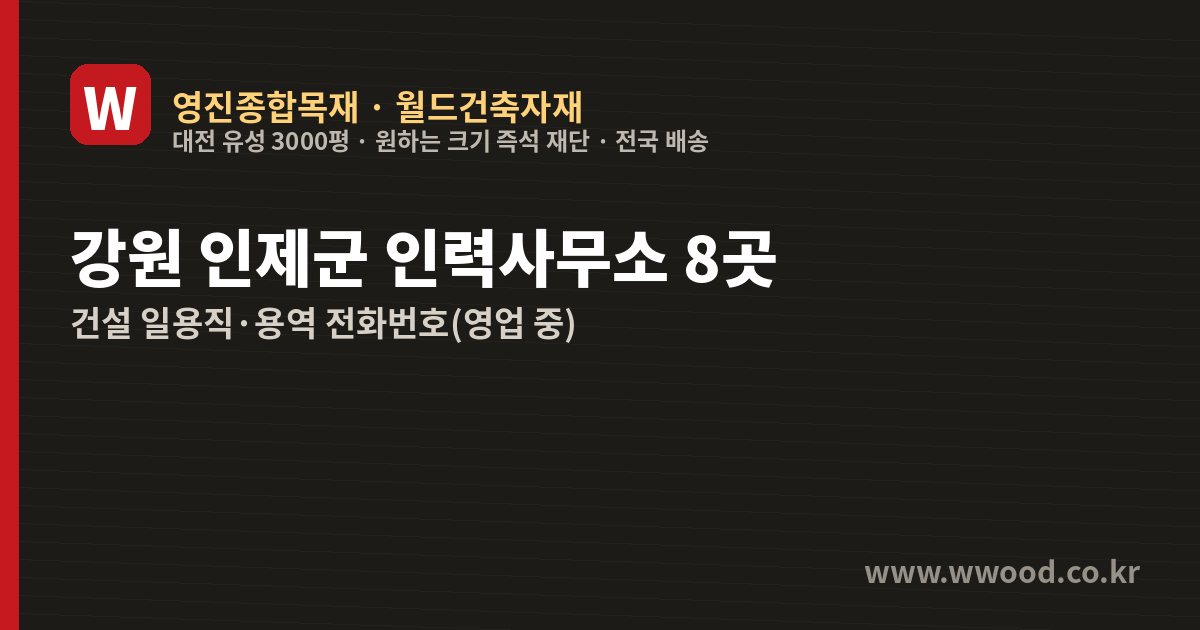 W
영진종합목재 · 월드건축자재
대전 유성 3000평 · 원하는 크기 즉석 재단 · 전국 배송
강원 인제군 인력사무소 8곳
건설 일용직·용역 전화번호(영업 중)
www.wwood.co.kr